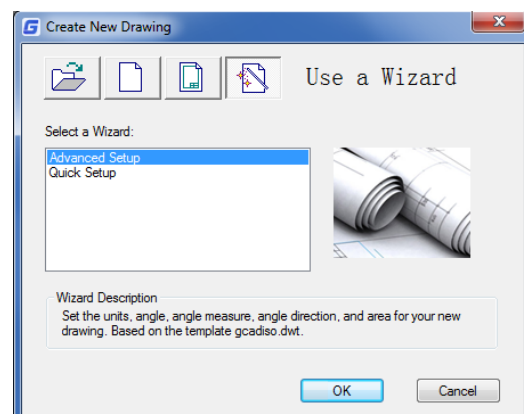 Create New Drawing
Use a Wizard
Select a Wizard:
Advanced Setup
Quick Setup
Wizard Description
Set the units, angle, angle measure, angle direction, and area for your new
drawing. Based on the template gcadiso.dwt.
OK
Cancel